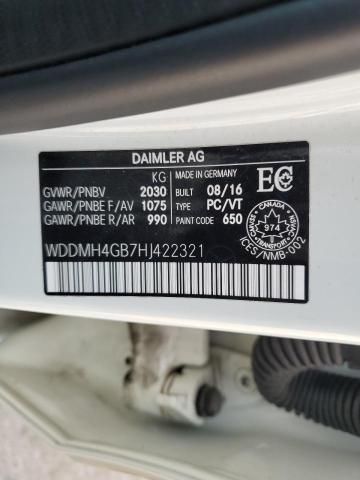 DAIMLER AG
KG MADE IN GERMANY
GVWR/PNBV 2030 BUILT 08/16
GAWR/PNBE F/AV 1075 TYPE PC/VT
GAWR/PNBE R/AR 990 PAINT CODE 650
WDDMH4GB7HJ422321
EC
CANADA
974
TRANSPORT
ICES/NMB-002